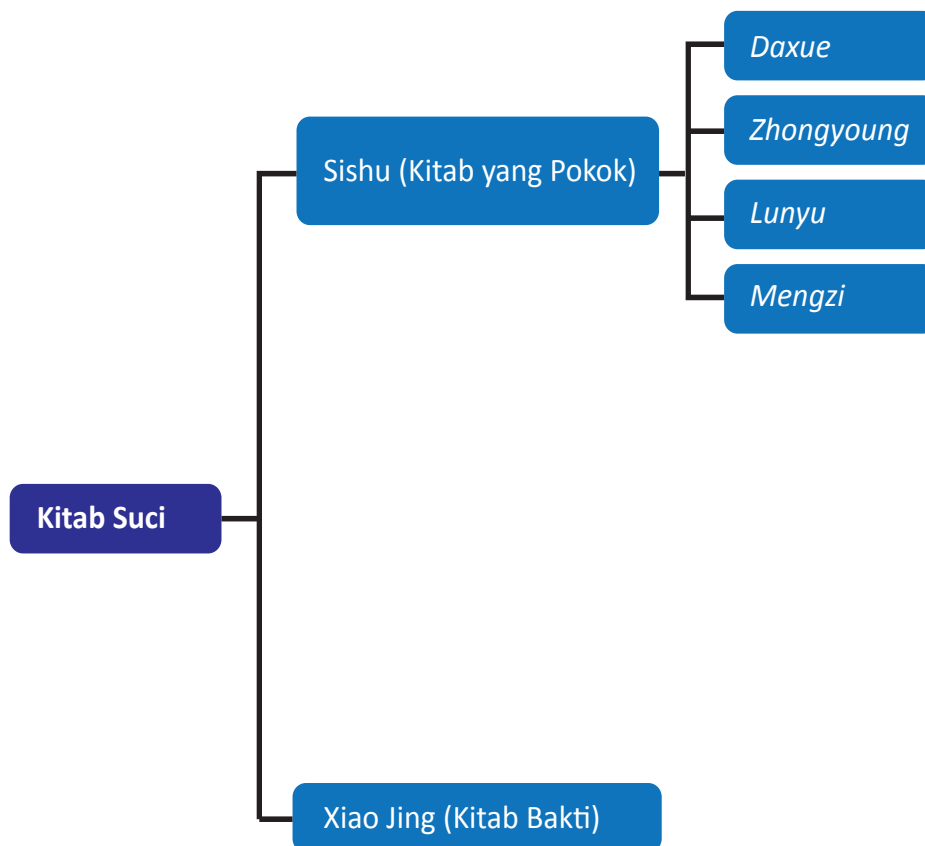 Kitab Suci
Sishu (Kitab yang Pokok)
Daxue
Zhongyoung
Lunyu
Mengzi
Xiao Jing (Kitab Bakti)